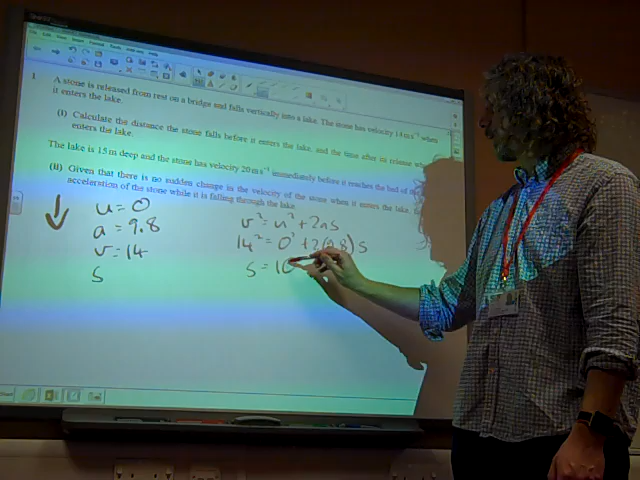 1
A stone is released from rest on a bridge and falls vertically into a lake. The stone has velocity 14 m s⁻¹ when
it enters the lake.
(i) Calculate the distance the stone falls before it enters the lake, and the time after its release when
enters the lake.
The lake is 15 m deep and the stone has velocity 20 m s⁻¹ immediately before it reaches the bed of the
(ii) Given that there is no sudden change in the velocity of the stone when it enters the lake,
acceleration of the stone while it is falling through the lake.
u = 0
a = 9.8
v = 14
s
v² = u² + 2as
14² = 0² + 2(9.8)s
s = 10